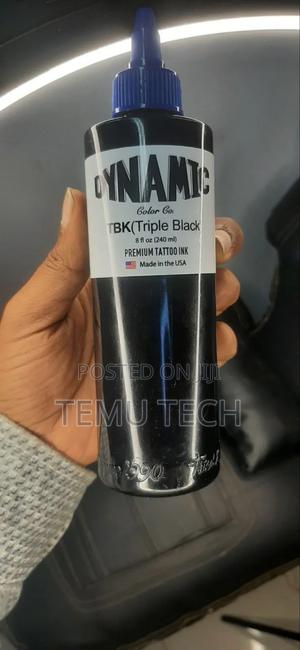 DYNAMIC
Color Co.
TBK(Triple Black
8 fl oz (240 ml)
PREMIUM TATTOO INK
Made in the USA
POSTED ON JIJI
TEMU TECH
1990